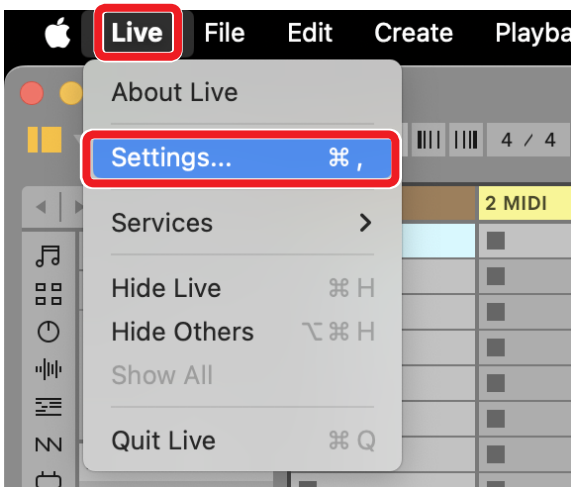 Live File Edit Create Playba
About Live
Settings... ⌘ ,
4 / 4
2 MIDI
Services
Hide Live ⌘ H
Hide Others ⌥ ⌘ H
Show All
Quit Live ⌘ Q